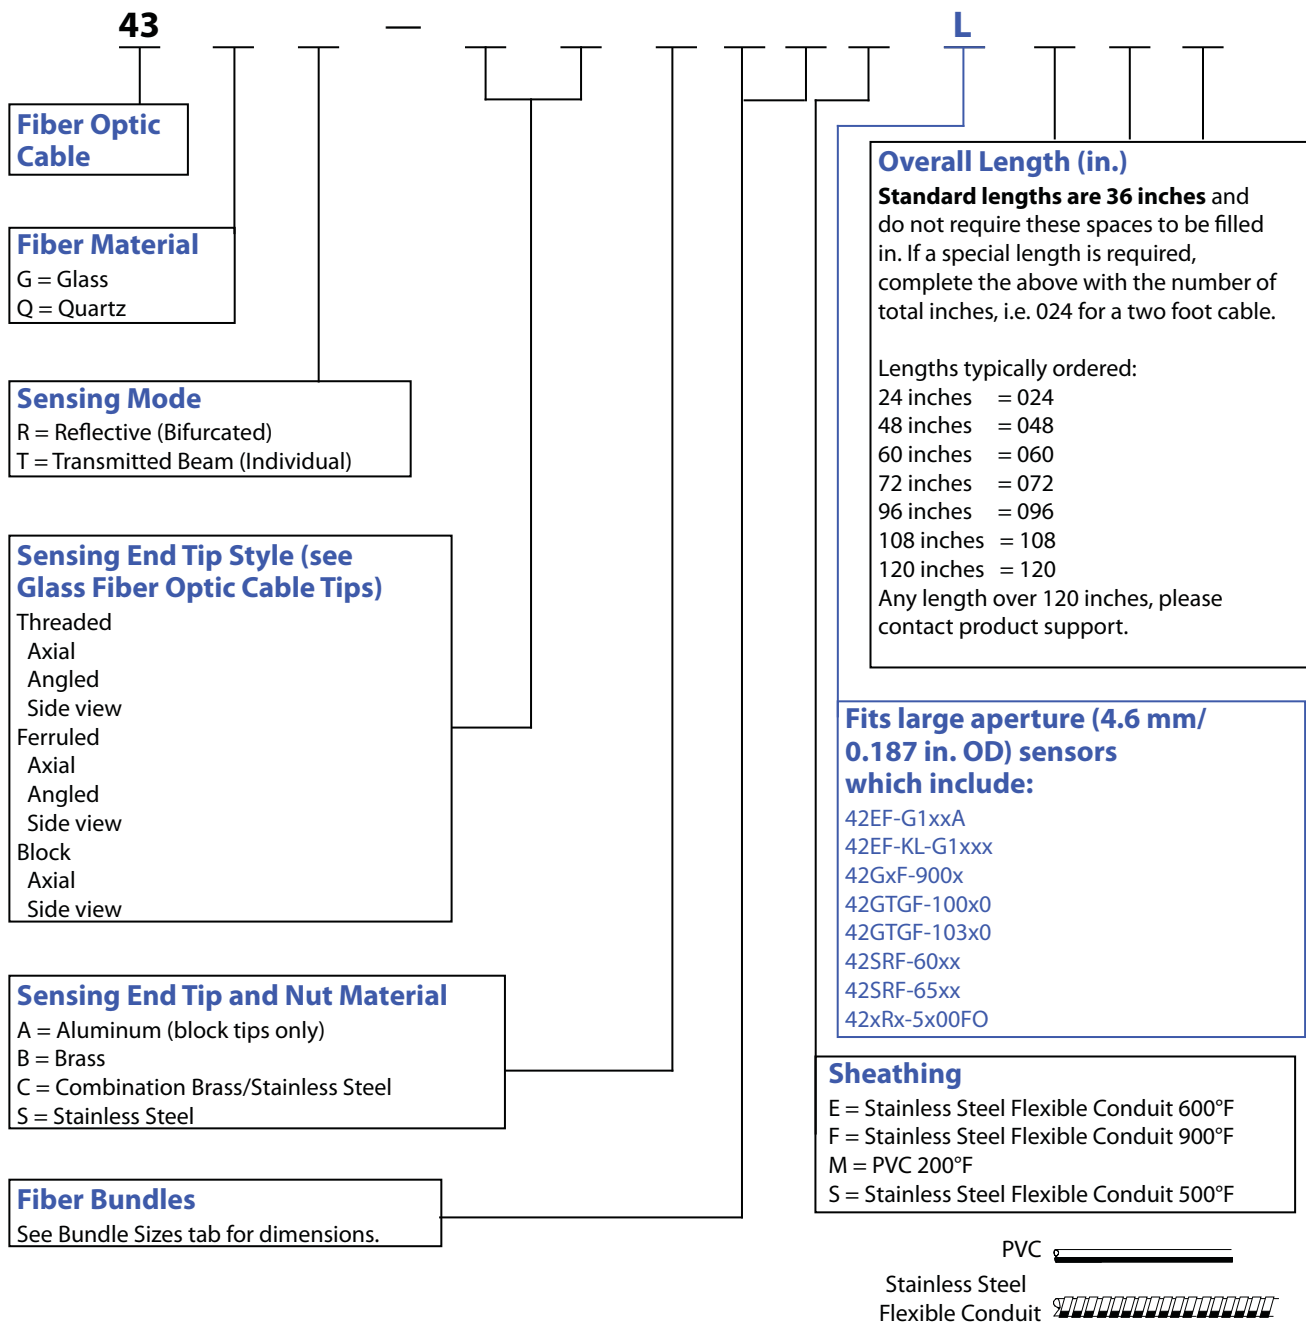 43 — L
Fiber Optic
Cable
Fiber Material
G = Glass
Q = Quartz
Sensing Mode
R = Reflective (Bifurcated)
T = Transmitted Beam (Individual)
Sensing End Tip Style (see
Glass Fiber Optic Cable Tips)
Threaded
Axial
Angled
Side view
Ferruled
Axial
Angled
Side view
Block
Axial
Side view
Sensing End Tip and Nut Material
A = Aluminum (block tips only)
B = Brass
C = Combination Brass/Stainless Steel
S = Stainless Steel
Fiber Bundles
See Bundle Sizes tab for dimensions.
Overall Length (in.)
Standard lengths are 36 inches and
do not require these spaces to be filled
in. If a special length is required,
complete the above with the number of
total inches, i.e. 024 for a two foot cable.
Lengths typically ordered:
24 inches = 024
48 inches = 048
60 inches = 060
72 inches = 072
96 inches = 096
108 inches = 108
120 inches = 120
Any length over 120 inches, please
contact product support.
Fits large aperture (4.6 mm/
0.187 in. OD) sensors
which include:
42EF-G1xxA
42EF-KL-G1xxx
42GxF-900x
42GTGF-100x0
42GTGF-103x0
42SRF-60xx
42SRF-65xx
42xRx-5x00FO
Sheathing
E = Stainless Steel Flexible Conduit 600°F
F = Stainless Steel Flexible Conduit 900°F
M = PVC 200°F
S = Stainless Steel Flexible Conduit 500°F
PVC
Stainless Steel
Flexible Conduit